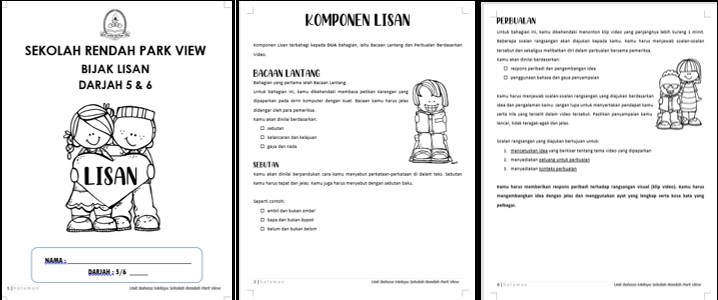 SEKOLAH RENDAH PARK VIEW
BIJAK LISAN
DARJAH 5 & 6
LISAN
NAMA :
DARJAH : 5/6
1 | Halaman
Unit Bahasa Melayu Sekolah Rendah Park View
KOMPONEN LISAN
Komponen Lisan terbahagi kepada DUA bahagian, iaitu Bacaan Lantang dan Perbualan Berdasarkan
Video.
BACAAN LANTANG
Bahagian yang pertama ialah Bacaan Lantang.
Untuk bahagian ini, kamu dikehendaki membaca petikan karangan yang
dipaparkan pada skrin komputer dengan kuat. Bacaan kamu harus jelas
didengar oleh para pemeriksa.
Kamu akan dinilai berdasarkan:
sebutan
kelancaran dan kejatuan
gaya dan nada
SEBUTAN
Kamu akan dinilai berpandukan cara kamu menyebut perkataan-perkataan di dalam teks. Sebutan
kamu harus tepat dan jelas. Kamu juga harus menyebut dengan sebutan baku.
Seperti contoh:
ambil dan bukan ambel
bapa dan bukan bapak
belum dan bukan belom
2 | Halaman
Unit Bahasa Melayu Sekolah Rendah Park View
PERBUALAN
Untuk bahagian ini, kamu dikehendaki menonton klip video yang panjangnya lebih kurang 1 minit.
Beberapa soalan rangsangan akan diajukan kepada kamu. Kamu harus menjawab soalan-soalan
tersebut dan sekaligus melibatkan diri dalam perbualan bersama pemeriksa.
Kamu akan dinilai berdasarkan:
respons peribadi dan pengembangan idea
penggunaan bahasa dan gaya penyampaian
Kamu harus menjawab soalan-soalan rangsangan yang diajukan berdasarkan
idea dan pengalaman kamu. Jangan lupa untuk menyertakan pendapat kamu
serta nilai yang terselit dalam video tersebut. Pastikan penyampaian kamu
lancar, tidak teragak-agak dan jelas.
Soalan rangsangan yang diajukan bertujuan untuk:
1. mencetuskan idea yang berkisar tentang tema video yang dipaparkan
2. menyediakan peluang untuk perbualan
3. menyediakan konteks perbualan
Kamu harus memberikan respons peribadi terhadap rangsangan visual (klip video). Kamu harus
mengembangkan idea dengan jelas dan menggunakan ayat yang lengkap serta kosa kata yang
pelbagai.
| Halaman
Unit Bahasa Melayu Sekolah Rendah Park View